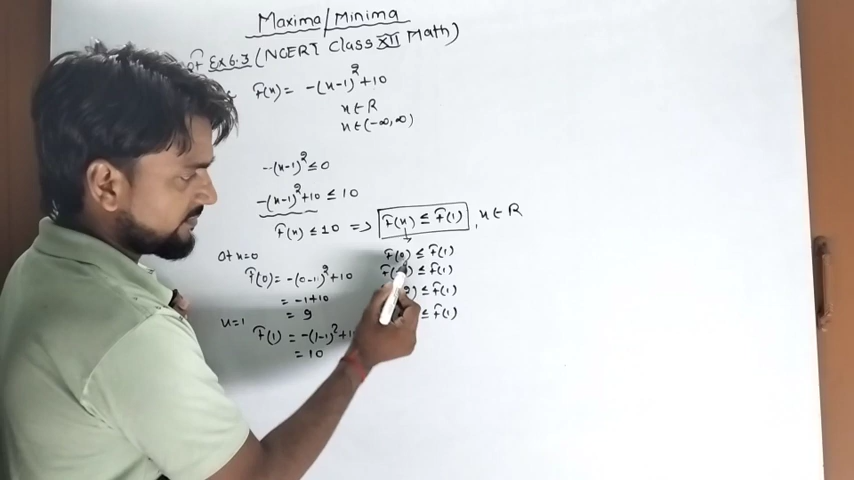 Maxima/Minima
of Ex 6.3 (NCERT Class XII Math)
f(x) = -(x-1)²+10
x∈R
x∈(-∞,∞)
-(x-1)² ≤ 0
-(x-1)²+10 ≤ 10
f(x) ≤ 10 => f(x) ≤ f(1), x∈R
At x=0
f(0) = -(0-1)²+10
= -1+10
= 9
x=1
f(1) = -(1-1)²+1
= 10
f(0) ≤ f(1)
≤ f(1)
≤ f(1)
≤ f(1)